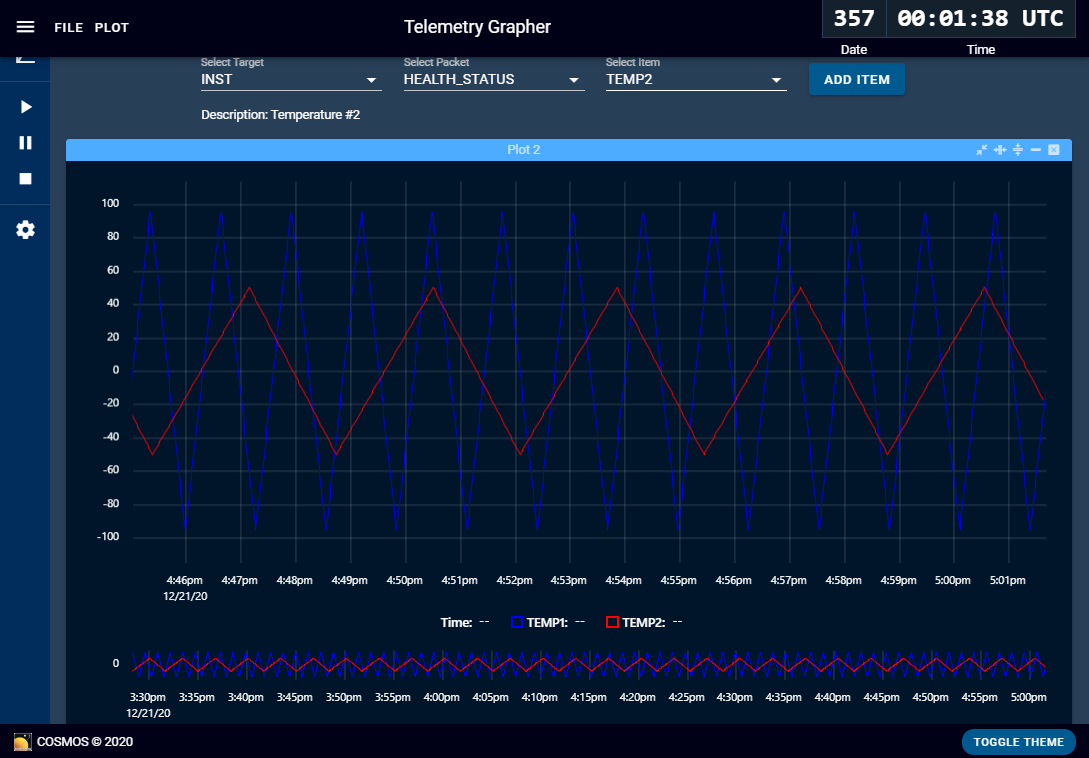 FILE PLOT
Telemetry Grapher
357 00:01:38 UTC
Date Time
Select Target Select Packet Select Item
INST HEALTH_STATUS TEMP2 ADD ITEM
Description: Temperature #2
Plot 2
100
80
60
40
20
0
-20
-40
-60
-80
-100
4:46pm 4:47pm 4:48pm 4:49pm 4:50pm 4:51pm 4:52pm 4:53pm 4:54pm 4:55pm 4:56pm 4:57pm 4:58pm 4:59pm 5:00pm 5:01pm
12/21/20
Time: -- TEMP1: -- TEMP2: --
0
3:30pm 3:35pm 3:40pm 3:45pm 3:50pm 3:55pm 4:00pm 4:05pm 4:10pm 4:15pm 4:20pm 4:25pm 4:30pm 4:35pm 4:40pm 4:45pm 4:50pm 4:55pm 5:00pm
12/21/20
COSMOS © 2020 TOGGLE THEME